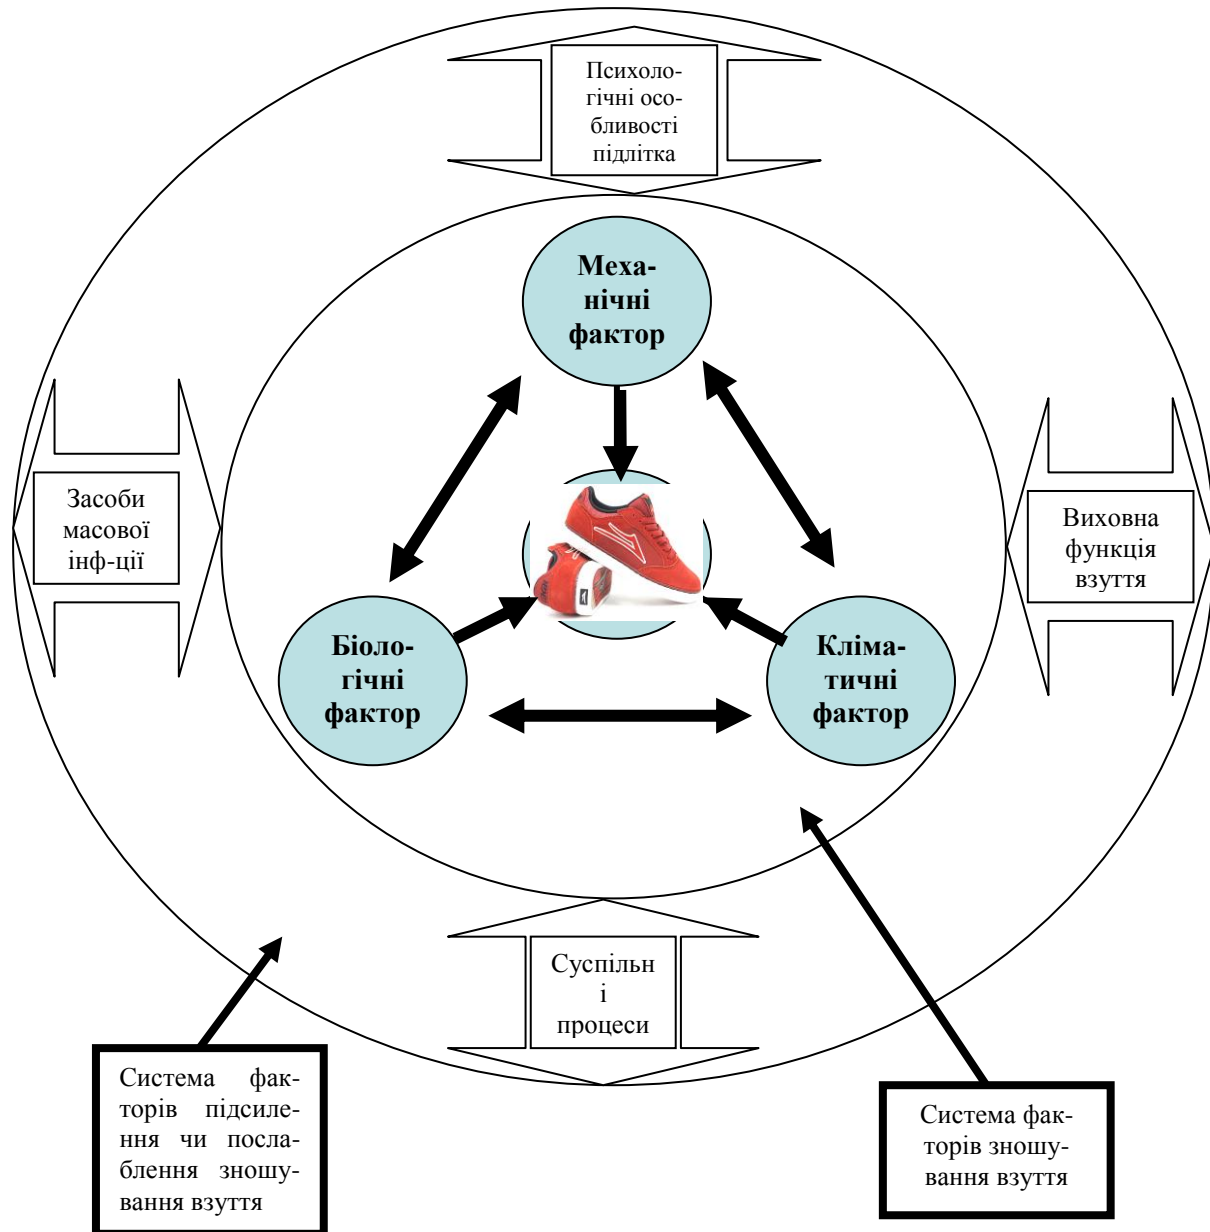 Психоло-
гічні осо-
бливості
підлітка
Меха-
нічні
фактор
Засоби
масової
інф-ції
Виховна
функція
взуття
Біоло-
гічні
фактор
Кліма-
тичні
фактор
Суспільн
і
процеси
Система фак-
торів підсиле-
ння чи посла-
блення зношу-
вання взуття
Система фак-
торів зношу-
вання взуття